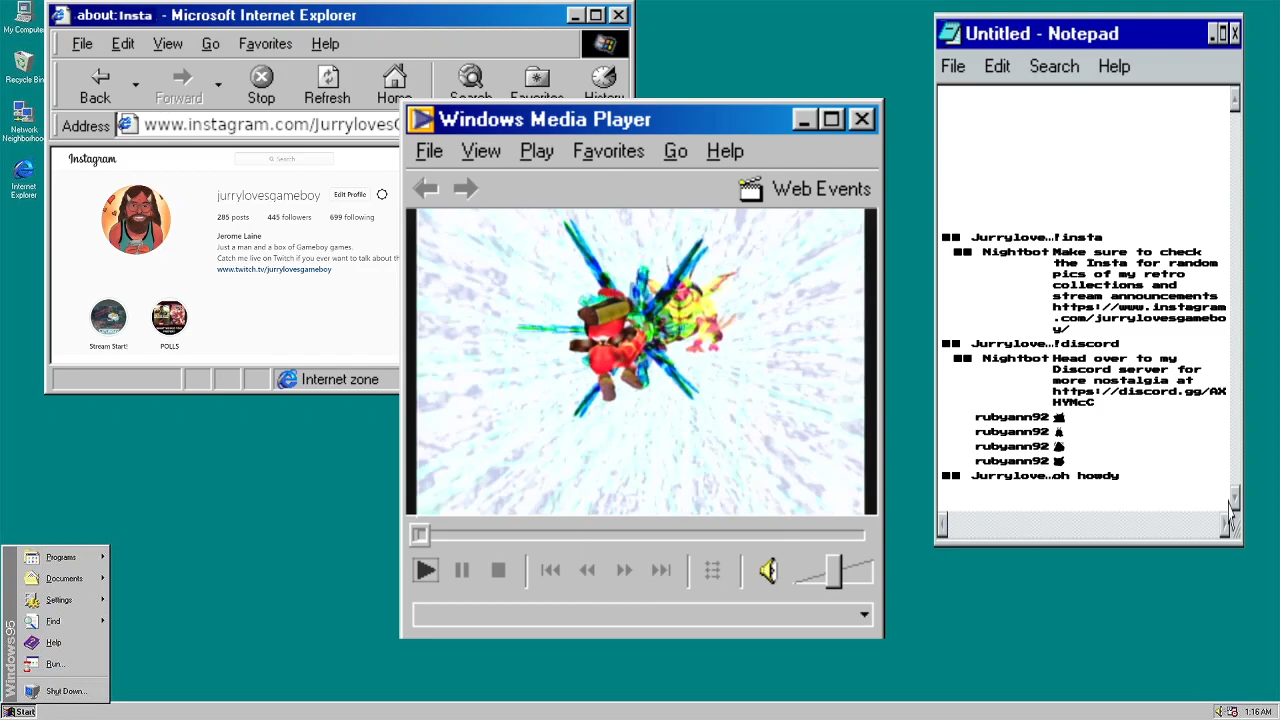 My Compute
Recycle Bin
Network
Neighborhoo
Internet
Explorer
about:Insta - Microsoft Internet Explorer
File Edit View Go Favorites Help
Back Forward Stop Refresh Home Search Favorites History
Address www.instagram.com/Jurryloves
Instagram Search
jurrylovesgameboy Edit Profile
285 posts 445 followers 699 following
Jerome Laine
Just a man and a box of Gameboy games.
Catch me live on Twitch if you ever want to talk about
www.twitch.tv/jurrylovesgameboy
Stream Start! POLLS
Internet zone
Windows Media Player
File View Play Favorites Go Help
Web Events
Untitled - Notepad
File Edit Search Help
Jurrylove…!insta
Nightbot Make sure to check
the Insta for random
pics of my retro
collections and
stream announcements
https://www.instagram
.com/jurrylovesgamebo
y/
Jurrylove…!discord
Nightbot Head over to my
Discord server for
more nostalgia at
https://discord.gg/AX
HYMcC
rubyann92
rubyann92
rubyann92
rubyann92
Jurrylove…oh howdy
Programs
Documents
Settings
Find
Help
Run...
Shut Down...
Windows95
Start
1:16 AM